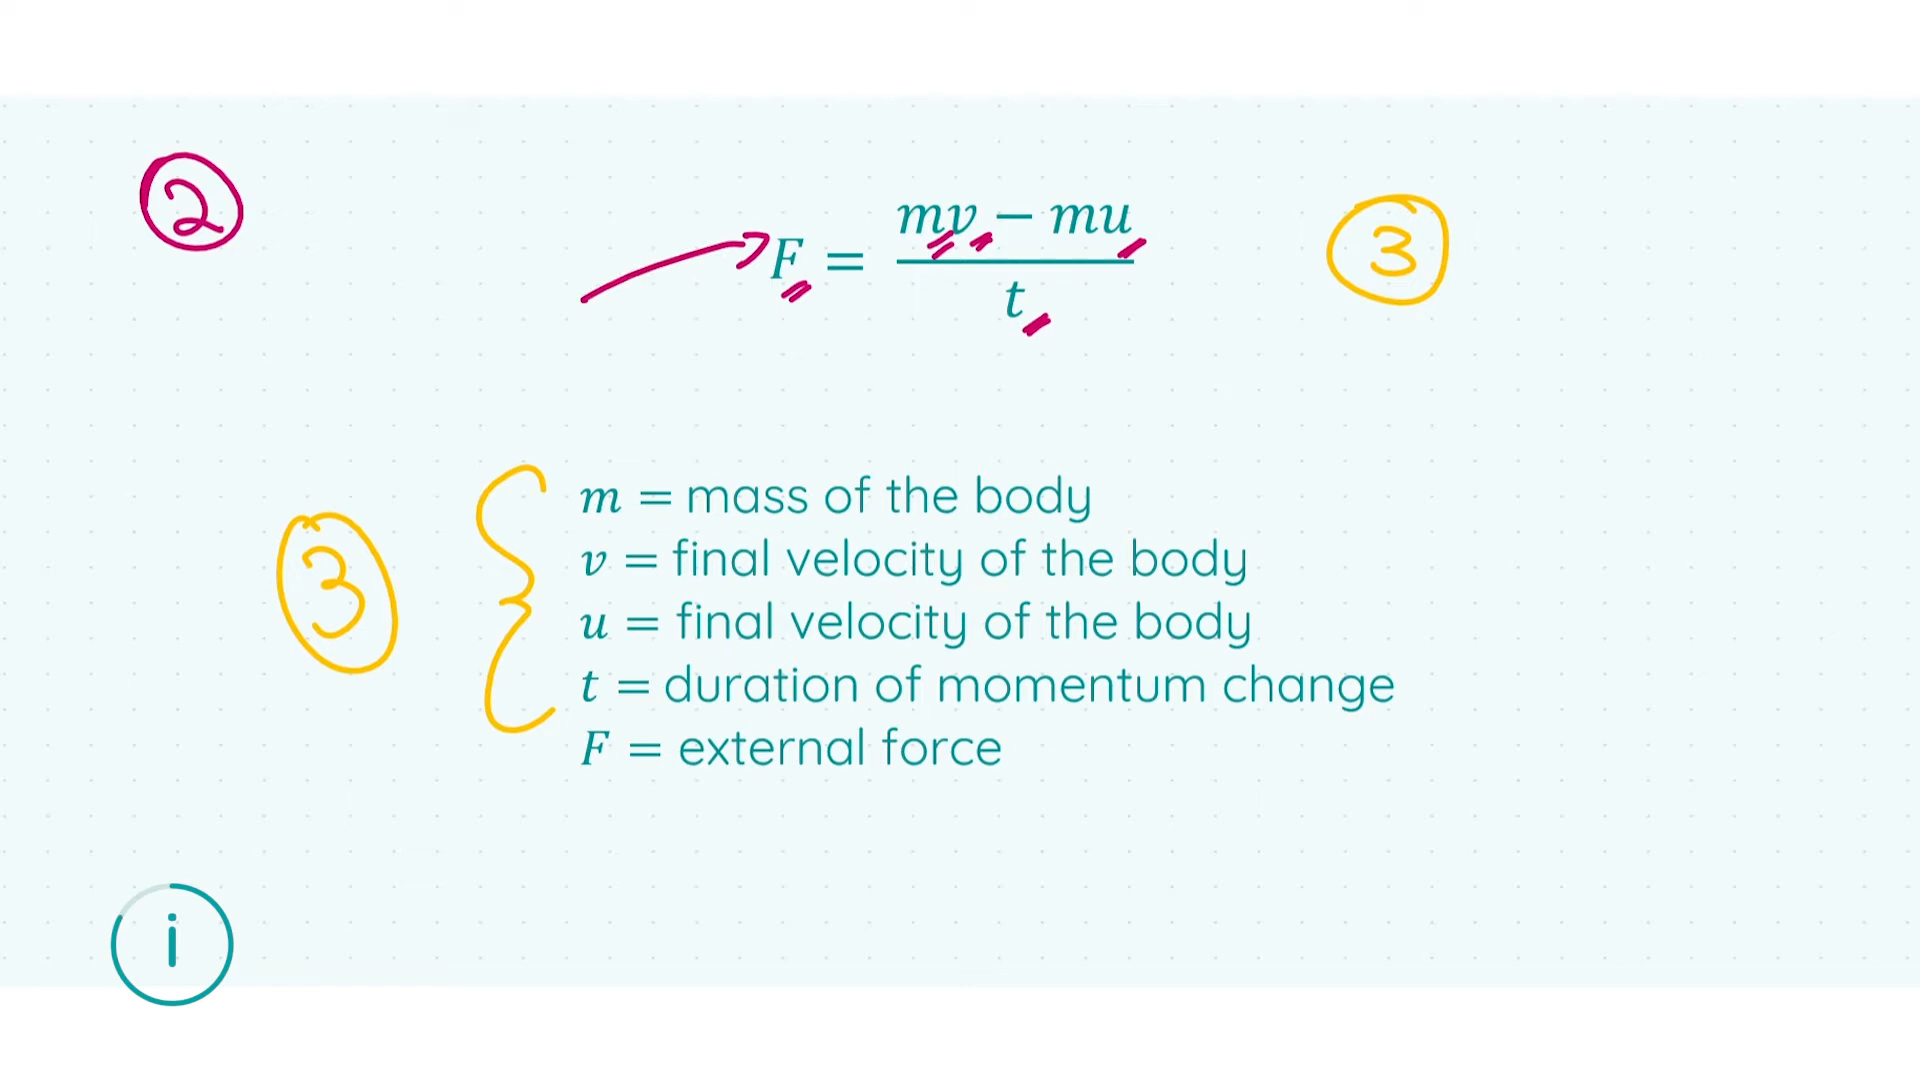 ②
F = (mv − mu)/t
③
③
m = mass of the body
v = final velocity of the body
u = final velocity of the body
t = duration of momentum change
F = external force
i